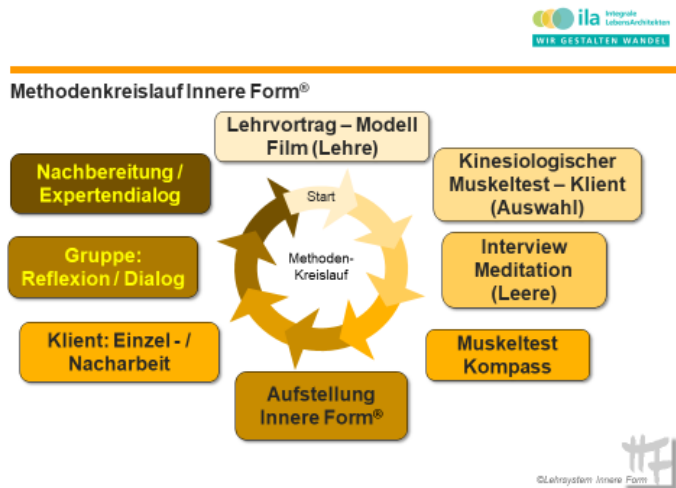 ila Integrale
LebensArchitekten
WIR GESTALTEN WANDEL
Methodenkreislauf Innere Form®
Lehrvortrag – Modell
Film (Lehre)
Kinesiologischer
Muskeltest – Klient
(Auswahl)
Interview
Meditation
(Leere)
Muskeltest
Kompass
Aufstellung
Innere Form®
Klient: Einzel - /
Nacharbeit
Gruppe:
Reflexion / Dialog
Nachbereitung /
Expertendialog
Start
Methoden-
Kreislauf
©Lehrsystem Innere Form